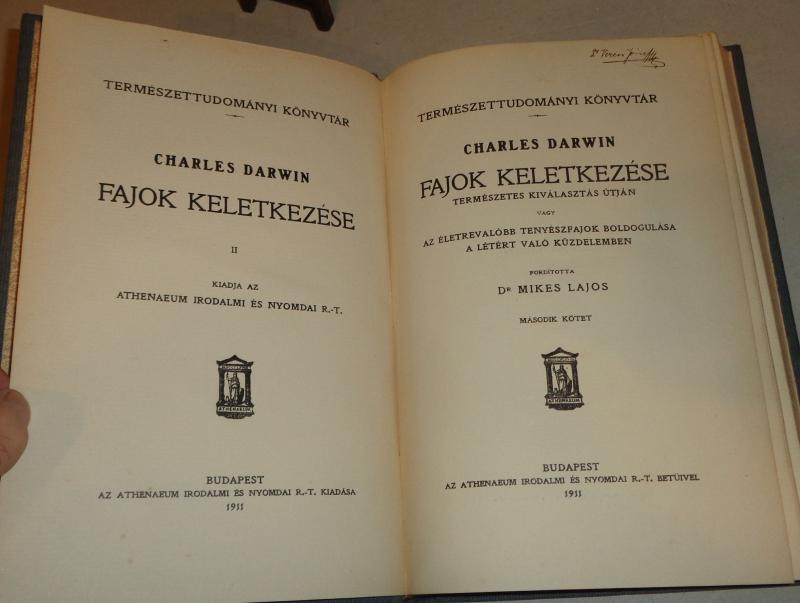 TERMÉSZETTUDOMÁNYI KÖNYVTÁR
CHARLES DARWIN
FAJOK KELETKEZÉSE
II
KIADJA AZ
ATHENAEUM IRODALMI ÉS NYOMDAI R.-T.
ATHENAEUM
BUDAPEST
AZ ATHENAEUM IRODALMI ÉS NYOMDAI R.-T. KIADÁSA
1911
TERMÉSZETTUDOMÁNYI KÖNYVTÁR
CHARLES DARWIN
FAJOK KELETKEZÉSE
TERMÉSZETES KIVÁLASZTÁS ÚTJÁN
VAGY
AZ ÉLETREVALÓBB TENYÉSZFAJOK BOLDOGULÁSA
A LÉTÉRT VALÓ KÜZDELEMBEN
FORDÍTOTTA
DR MIKES LAJOS
MÁSODIK KÖTET
ATHENAEUM
BUDAPEST
AZ ATHENAEUM IRODALMI ÉS NYOMDAI R.-T. BETŰIVEL
1911